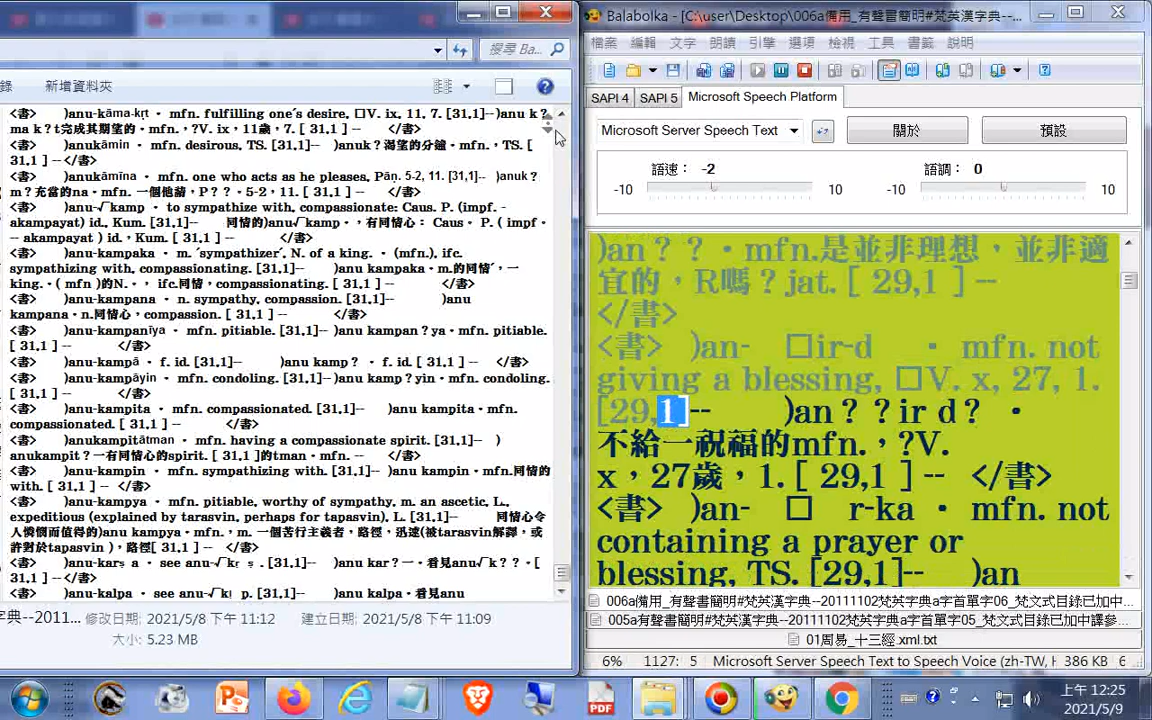 搜尋 Ba...
錄 新增資料夾
<書> )anu-kāma-kṛt ‧ mfn. fulfilling one's desire, □V. ix, 11, 7. [31,1]--)anu k?
ma k? t完成其期望的‧mfn.,?V. ix,11歲,7. [ 31,1 ] </書>
<書> )anukāmin ‧ mfn. desirous, TS. [31,1]-- )anuk?渴望的分鐘‧mfn.,TS. [
31,1 ] -- </書>
<書> )anukāmīna ‧ mfn. one who acts as he pleases, Pāṇ. 5-2, 11. [31,1]-- )anuk?
m?充當的na‧mfn. 一個他請,P??。5-2,11. [ 31,1 ] </書>
<書> )anu-√kamp ‧ to sympathize with, compassionate: Caus. P. (impf. -
akampayat) id., Kum. [31,1]-- 同情的)anu√kamp‧,有同情心: Caus。P. ( impf。
-- akampayat ) id.,Kum. [ 31,1 ] </書>
<書> )anu-kampaka ‧ m. 'sympathizer', N. of a king. ‧ (mfn.), ifc.
sympathizing with, compassionating. [31,1]-- )anu kampaka‧m.的同情',一
king.‧( mfn )的N.‧, ifc.同情,compassionating. [ 31,1 ] </書>
<書> )anu-kampana ‧ n. sympathy, compassion. [31,1]-- )anu
kampana‧n.同情心,compassion. [ 31,1 ] </書>
<書> )anu-kampanīya ‧ mfn. pitiable. [31,1]-- )anu kampan?ya‧mfn. pitiable.
[ 31,1 ] -- </書>
<書> )anu-kampā ‧ f. id. [31,1]-- )anu kamp? ‧ f. id. [ 31,1 ] -- </書>
<書> )anu-kampāyin ‧ mfn. condoling. [31,1]-- )anu kamp?yin‧mfn. condoling.
[ 31,1 ] -- </書>
<書> )anu-kampita ‧ mfn. compassionated. [31,1]-- )anu kampita‧mfn.
compassionated. [ 31,1 ] </書>
<書> )anukampitātman ‧ mfn. having a compassionate spirit. [31,1]-- )
anukampit?一有同情心的spirit. [ 31,1 ]的tman‧mfn. </書>
<書> )anu-kampin ‧ mfn. sympathizing with. [31,1]-- )anu kampin‧mfn.同情的
with. [ 31,1 ] -- </書>
<書> )anu-kampya ‧ mfn. pitiable, worthy of sympathy, m. an ascetic, L.,
expeditious (explained by tarasvin, perhaps for tapasvin), L. [31,1]-- 同情心令
人憐憫而值得的)anu kampya‧mfn.,m. 一個苦行主義者,路徑,迅速(被tarasvin解釋,或
許對於tapasvin ),路徑[ 31,1 ] -- </書>
<書> )anu-karṣ a ‧ see anu-√kṛ ṣ . [31,1]-- )anu kar?一‧看見anu√k??‧[
31,1 ] --</書>
<書> )anu-kalpa ‧ see anu-√kḷ p. [31,1]-- )anu kalpa‧看見anu
字典--2011... 修改日期: 2021/5/8 下午 11:12 建立日期: 2021/5/8 下午 11:09
大小: 5.23 MB
Balabolka - [C:\user\Desktop\006a備用_有聲書簡明#梵英漢字典--...
檔案 編輯 文字 朗讀 引擎 選項 檢視 工具 書籤 說明
SAPI 4 SAPI 5 Microsoft Speech Platform
Microsoft Server Speech Text 關於 預設
語速: -2 語調: 0
-10 10 -10 10
)an??‧mfn.是並非理想,並非適
宜的,R嗎?jat. [ 29,1 ] --
</書>
<書> )an- □ir-d ‧ mfn. not
giving a blessing, □V. x, 27, 1.
[29,1]-- )an??ir d? ‧
不給一祝福的mfn.,?V.
x,27歲,1. [ 29,1 ] -- </書>
<書> )an- □ r-ka ‧ mfn. not
containing a prayer or
blessing, TS. [29,1]-- )an
006a備用_有聲書簡明#梵英漢字典--20111102梵英字典a字首單字06_梵文式目錄已加中...
005a有聲書簡明#梵英漢字典--20111102梵英字典a字首單字05_梵文式目錄已加中譯參...
01周易_十三經.xml.txt
6% 1127: 5 Microsoft Server Speech Text to Speech Voice (zh-TW, H 386 KB 6
PDF
上午 12:25
2021/5/9